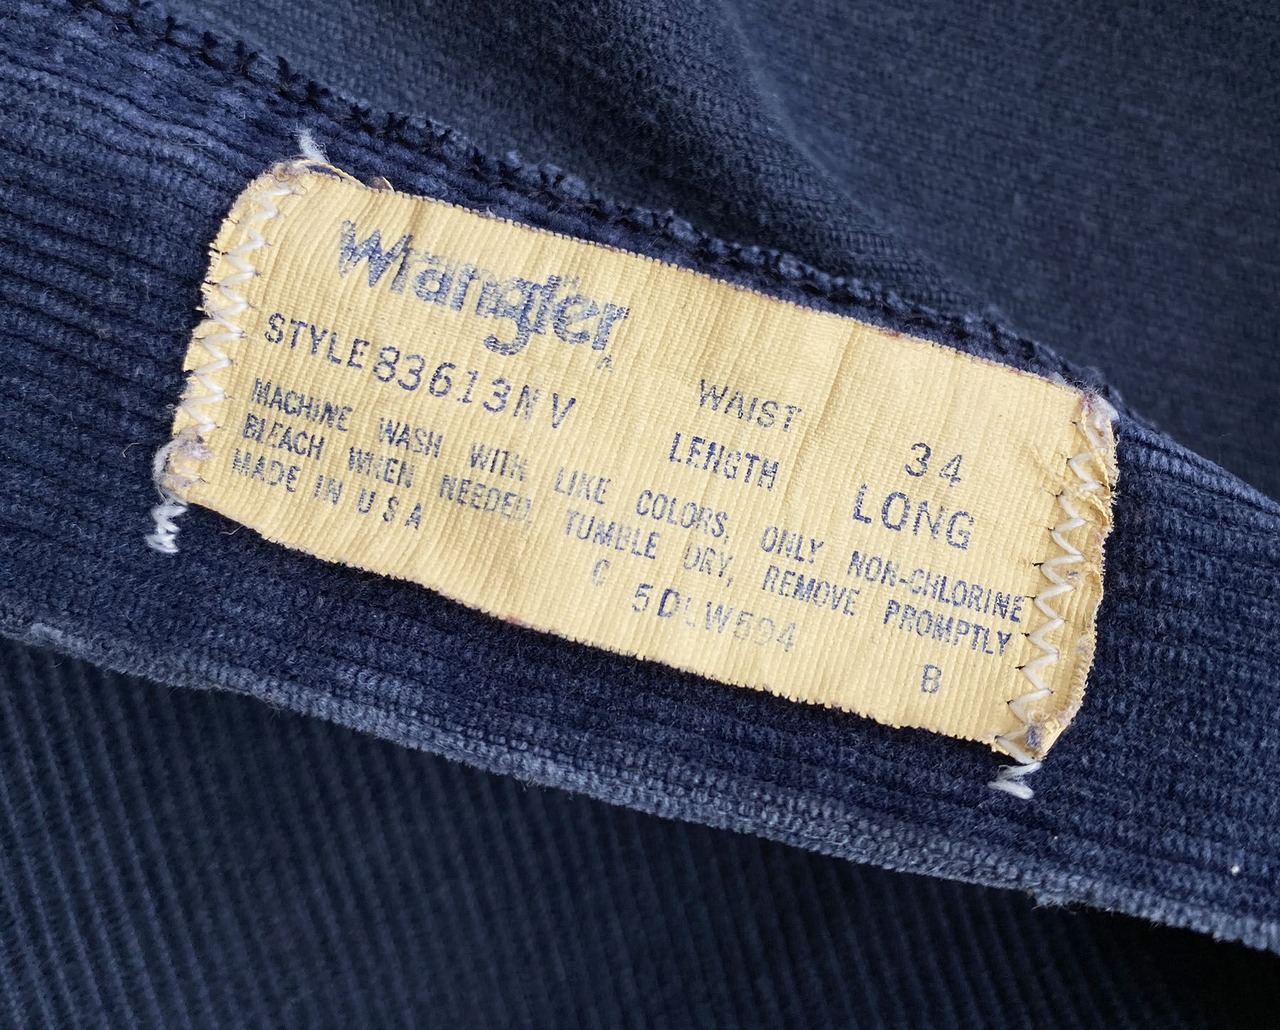 Wrangler
STYLE 83613NV
WAIST 34
LENGTH LONG
MACHINE WASH WITH LIKE COLORS, ONLY NON-CHLORINE
BLEACH WHEN NEEDED, TUMBLE DRY, REMOVE PROMPTLY
MADE IN U S A
C
B